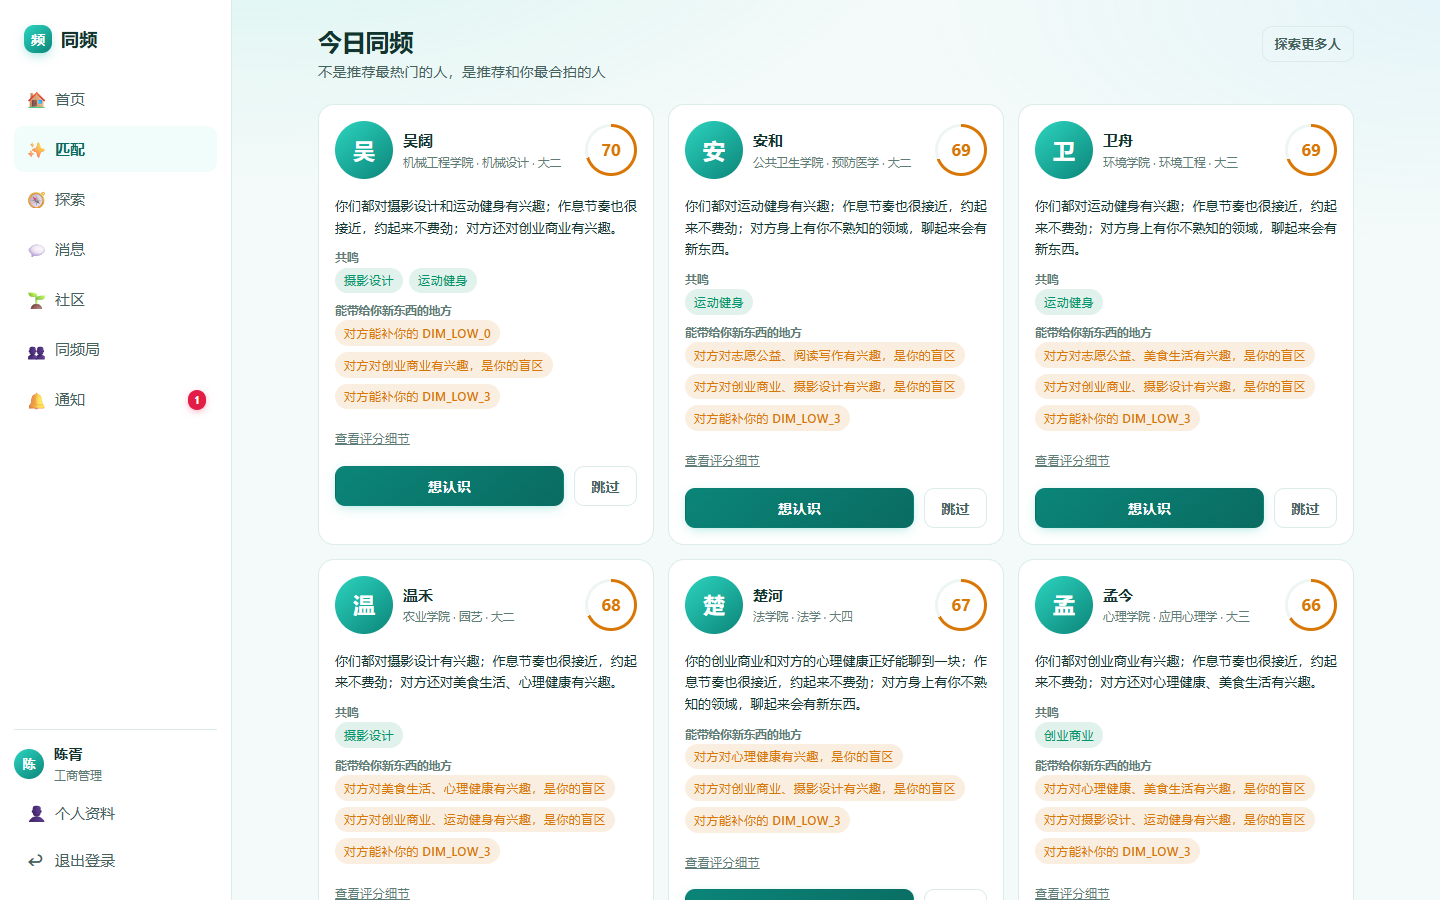 频 同频
首页
匹配
探索
消息
社区
同频局
通知 1
陈 陈胥
工商管理
个人资料
退出登录
今日同频
不是推荐最热门的人，是推荐和你最合拍的人
探索更多人
吴 吴阔
机械工程学院 · 机械设计 · 大二
70
你们都对摄影设计和运动健身有兴趣；作息节奏也很
接近，约起来不费劲；对方还对创业商业有兴趣。
共鸣
摄影设计 运动健身
能带给你新东西的地方
对方能补你的 DIM_LOW_0
对方对创业商业有兴趣，是你的盲区
对方能补你的 DIM_LOW_3
查看评分细节
想认识 跳过
安 安和
公共卫生学院 · 预防医学 · 大二
69
你们都对运动健身有兴趣；作息节奏也很接近，约起
来不费劲；对方身上有你不熟知的领域，聊起来会有
新东西。
共鸣
运动健身
能带给你新东西的地方
对方对志愿公益、阅读写作有兴趣，是你的盲区
对方对创业商业、摄影设计有兴趣，是你的盲区
对方能补你的 DIM_LOW_3
查看评分细节
想认识 跳过
卫 卫舟
环境学院 · 环境工程 · 大三
69
你们都对运动健身有兴趣；作息节奏也很接近，约起
来不费劲；对方身上有你不熟知的领域，聊起来会有
新东西。
共鸣
运动健身
能带给你新东西的地方
对方对志愿公益、美食生活有兴趣，是你的盲区
对方对创业商业、摄影设计有兴趣，是你的盲区
对方能补你的 DIM_LOW_3
查看评分细节
想认识 跳过
温 温禾
农业学院 · 园艺 · 大二
68
你们都对摄影设计有兴趣；作息节奏也很接近，约起
来不费劲；对方还对美食生活、心理健康有兴趣。
共鸣
摄影设计
能带给你新东西的地方
对方对美食生活、心理健康有兴趣，是你的盲区
对方对创业商业、运动健身有兴趣，是你的盲区
对方能补你的 DIM_LOW_3
查看评分细节
楚 楚河
法学院 · 法学 · 大四
67
你的创业商业和对方的心理健康正好能聊到一块；作
息节奏也很接近，约起来不费劲；对方身上有你不熟
知的领域，聊起来会有新东西。
能带给你新东西的地方
对方对心理健康有兴趣，是你的盲区
对方对创业商业、摄影设计有兴趣，是你的盲区
对方能补你的 DIM_LOW_3
查看评分细节
孟 孟今
心理学院 · 应用心理学 · 大三
66
你们都对创业商业有兴趣；作息节奏也很接近，约起
来不费劲；对方还对心理健康、美食生活有兴趣。
共鸣
创业商业
能带给你新东西的地方
对方对心理健康、美食生活有兴趣，是你的盲区
对方对摄影设计、运动健身有兴趣，是你的盲区
对方能补你的 DIM_LOW_3
查看评分细节